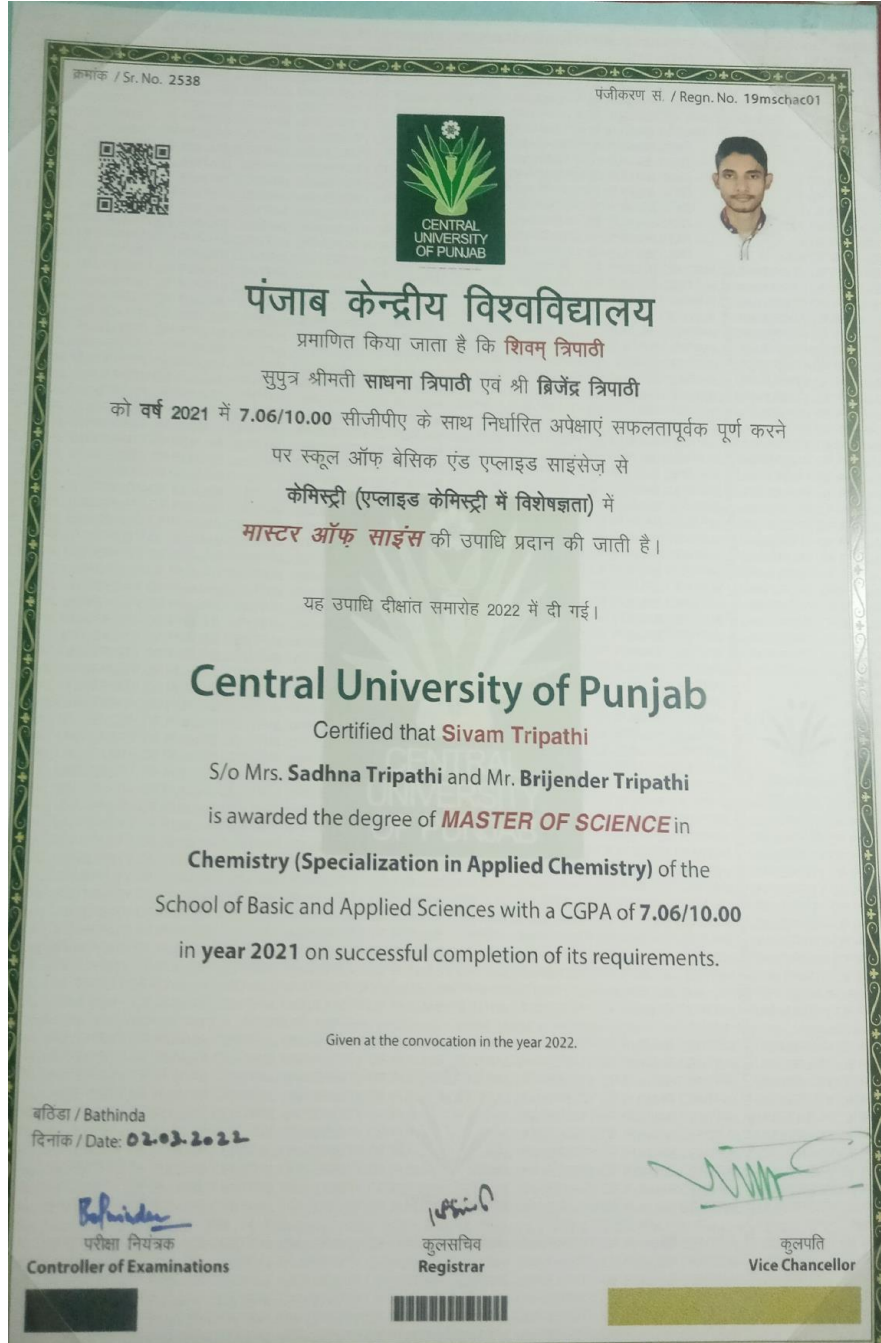 क्रमांक / Sr. No. 2538
पंजीकरण स. / Regn. No. 19mschac01
CENTRAL
UNIVERSITY
OF PUNJAB
पंजाब केन्द्रीय विश्वविद्यालय
प्रमाणित किया जाता है कि शिवम् त्रिपाठी
सुपुत्र श्रीमती साधना त्रिपाठी एवं श्री ब्रिजेंद्र त्रिपाठी
को वर्ष 2021 में 7.06/10.00 सीजीपीए के साथ निर्धारित अपेक्षाएं सफलतापूर्वक पूर्ण करने
पर स्कूल ऑफ़ बेसिक एंड एप्लाइड साइंसेज़ से
केमिस्ट्री (एप्लाइड केमिस्ट्री में विशेषज्ञता) में
मास्टर ऑफ़ साइंस की उपाधि प्रदान की जाती है।
यह उपाधि दीक्षांत समारोह 2022 में दी गई।
Central University of Punjab
Certified that Sivam Tripathi
S/o Mrs. Sadhna Tripathi and Mr. Brijender Tripathi
is awarded the degree of MASTER OF SCIENCE in
Chemistry (Specialization in Applied Chemistry) of the
School of Basic and Applied Sciences with a CGPA of 7.06/10.00
in year 2021 on successful completion of its requirements.
Given at the convocation in the year 2022.
बठिंडा / Bathinda
दिनांक / Date: 02.03.2022
परीक्षा नियंत्रक
Controller of Examinations
कुलसचिव
Registrar
कुलपति
Vice Chancellor